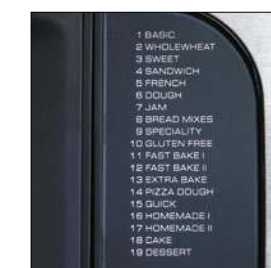 1 BASIC
2 WHOLEWHEAT
3 SWEET
4 SANDWICH
5 FRENCH
6 DOUGH
7 JAM
8 BREAD MIXES
9 SPECIALITY
10 GLUTEN FREE
11 FAST BAKE I
12 FAST BAKE II
13 EXTRA BAKE
14 PIZZA DOUGH
15 QUICK
16 HOMEMADE I
17 HOMEMADE II
18 CAKE
19 DESSERT